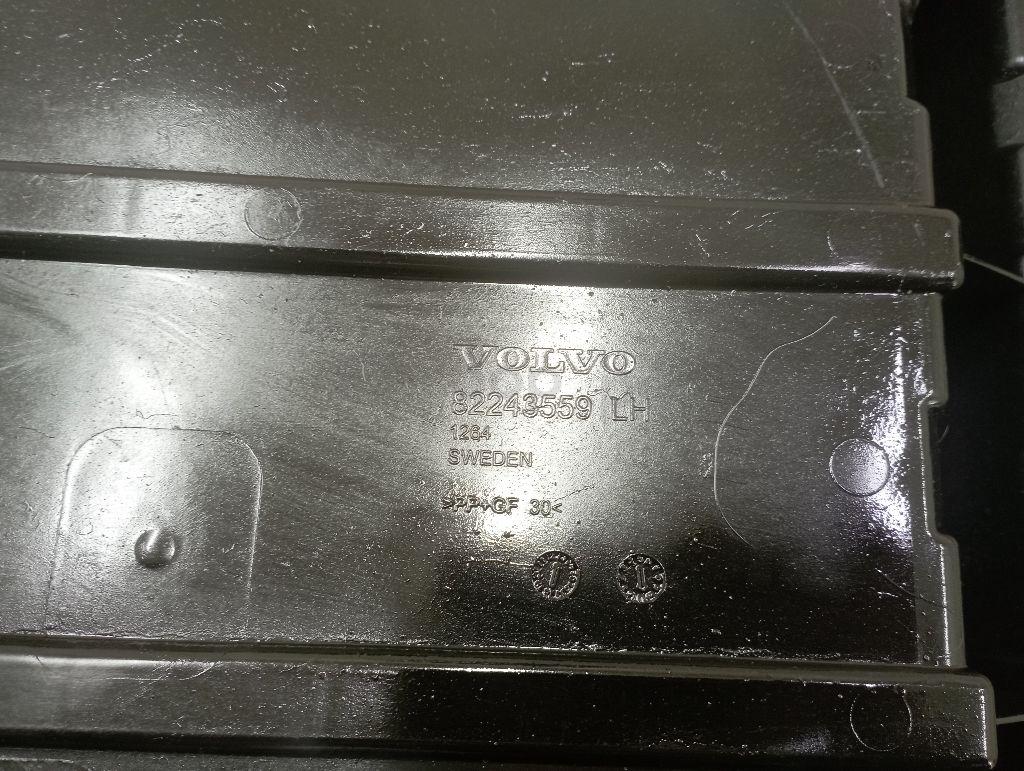 VOLVO
82243559 LH
1264
SWEDEN
>PP+GF 30<